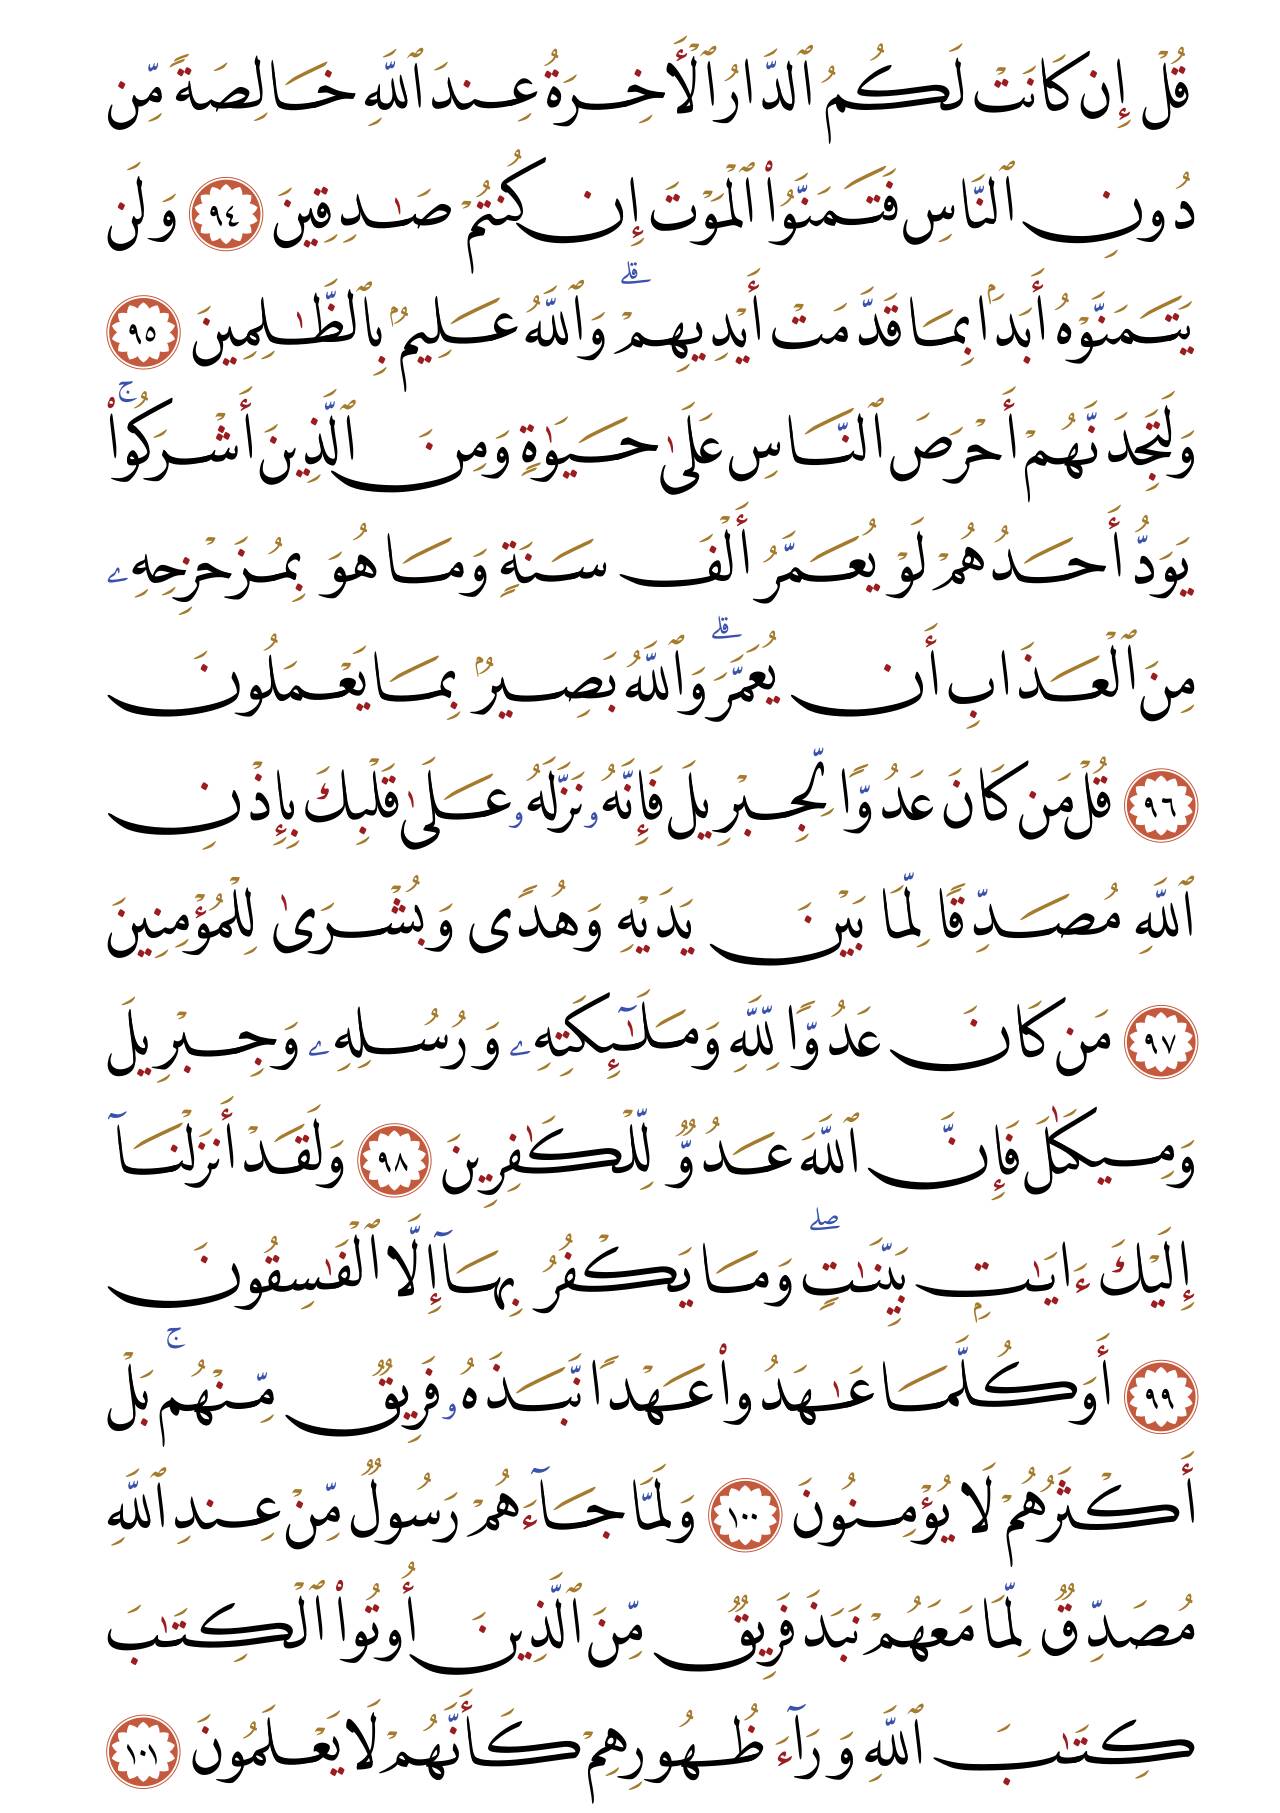 قُلْ إِن كَانَتْ لَكُمُ ٱلدَّارُ ٱلْأَخِرَةُ عِندَ ٱللَّهِ خَالِصَةً مِّن
دُونِ ٱلنَّاسِ فَتَمَنَّوُا۟ ٱلْمَوْتَ إِن كُنتُمْ صَـٰدِقِينَ ٩٤ وَلَن
يَتَمَنَّوْهُ أَبَدًۢا بِمَا قَدَّمَتْ أَيْدِيهِمْ ۗ وَٱللَّهُ عَلِيمٌۢ بِٱلظَّـٰلِمِينَ ٩٥
وَلَتَجِدَنَّهُمْ أَحْرَصَ ٱلنَّاسِ عَلَىٰ حَيَوٰةٍ وَمِنَ ٱلَّذِينَ أَشْرَكُوا۟ ۚ
يَوَدُّ أَحَدُهُمْ لَوْ يُعَمَّرُ أَلْفَ سَنَةٍ وَمَا هُوَ بِمُزَحْزِحِهِۦ
مِنَ ٱلْعَذَابِ أَن يُعَمَّرَ ۗ وَٱللَّهُ بَصِيرٌۢ بِمَا يَعْمَلُونَ
٩٦ قُلْ مَن كَانَ عَدُوًّا لِّجِبْرِيلَ فَإِنَّهُۥ نَزَّلَهُۥ عَلَىٰ قَلْبِكَ بِإِذْنِ
ٱللَّهِ مُصَدِّقًا لِّمَا بَيْنَ يَدَيْهِ وَهُدًى وَبُشْرَىٰ لِلْمُؤْمِنِينَ
٩٧ مَن كَانَ عَدُوًّا لِّلَّهِ وَمَلَـٰٓئِكَتِهِۦ وَرُسُلِهِۦ وَجِبْرِيلَ
وَمِيكَىٰلَ فَإِنَّ ٱللَّهَ عَدُوٌّ لِّلْكَـٰفِرِينَ ٩٨ وَلَقَدْ أَنزَلْنَآ
إِلَيْكَ ءَايَـٰتٍۭ بَيِّنَـٰتٍ ۖ وَمَا يَكْفُرُ بِهَآ إِلَّا ٱلْفَـٰسِقُونَ
٩٩ أَوَكُلَّمَا عَـٰهَدُوا۟ عَهْدًا نَّبَذَهُۥ فَرِيقٌ مِّنْهُم ۚ بَلْ
أَكْثَرُهُمْ لَا يُؤْمِنُونَ ١٠٠ وَلَمَّا جَآءَهُمْ رَسُولٌ مِّنْ عِندِ ٱللَّهِ
مُصَدِّقٌ لِّمَا مَعَهُمْ نَبَذَ فَرِيقٌ مِّنَ ٱلَّذِينَ أُوتُوا۟ ٱلْكِتَـٰبَ
كِتَـٰبَ ٱللَّهِ وَرَآءَ ظُهُورِهِمْ كَأَنَّهُمْ لَا يَعْلَمُونَ ١٠١